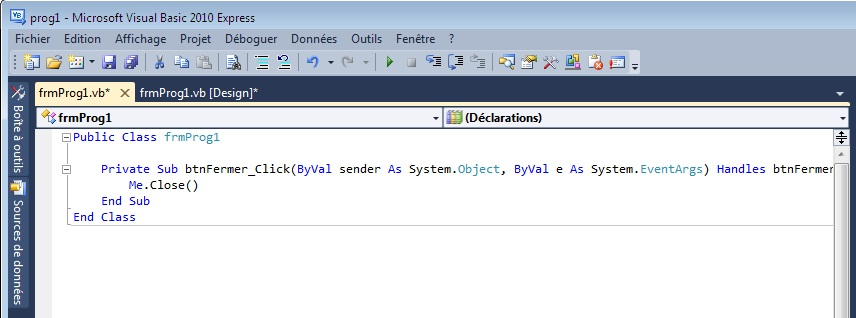 prog1 - Microsoft Visual Basic 2010 Express
Fichier Edition Affichage Projet Déboguer Données Outils Fenêtre ?
frmProg1.vb* frmProg1.vb [Design]*
Boîte à outils
Sources de données
frmProg1 (Déclarations)
Public Class frmProg1
Private Sub btnFermer_Click(ByVal sender As System.Object, ByVal e As System.EventArgs) Handles btnFermer
Me.Close()
End Sub
End Class